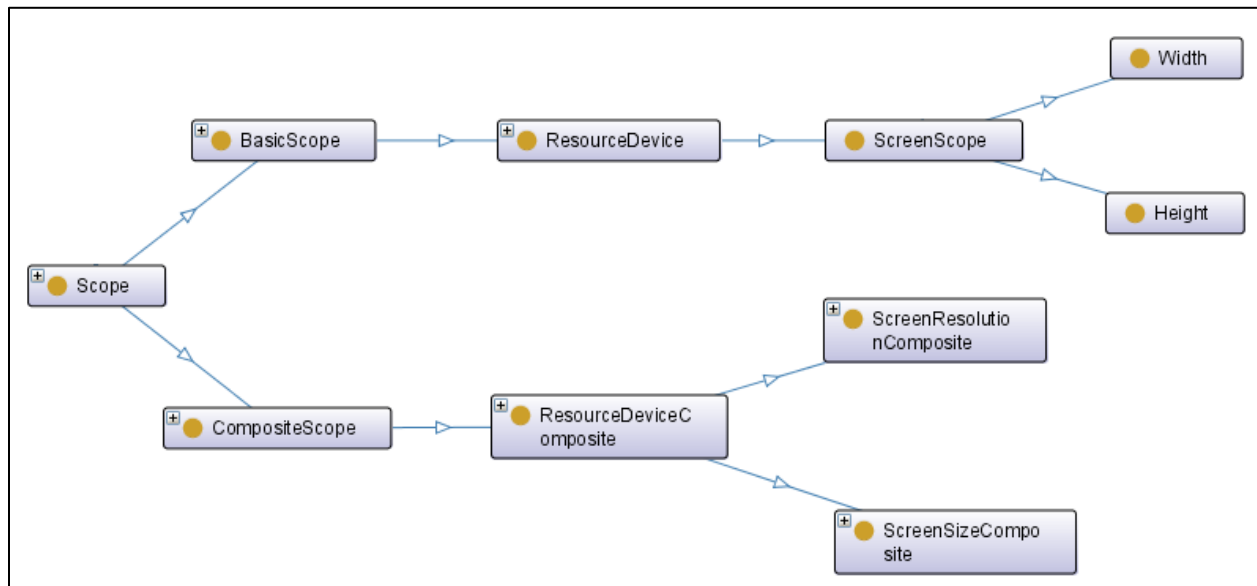 Width
BasicScope
ResourceDevice
ScreenScope
Height
Scope
ScreenResolutio
nComposite
CompositeScope
ResourceDeviceC
omposite
ScreenSizeCompo
site